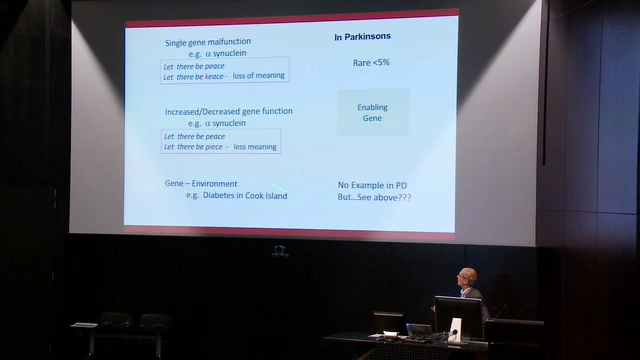 Single gene malfunction
e.g. α synuclein
Let there be peace
Let there be keace - loss of meaning
Increased/Decreased gene function
e.g. α synuclein
Let there be peace
Let there be piece - less meaning
Gene – Environment
e.g. Diabetes in Cook Island
In Parkinsons
Rare <5%
Enabling
Gene
No Example in PD
But...See above???